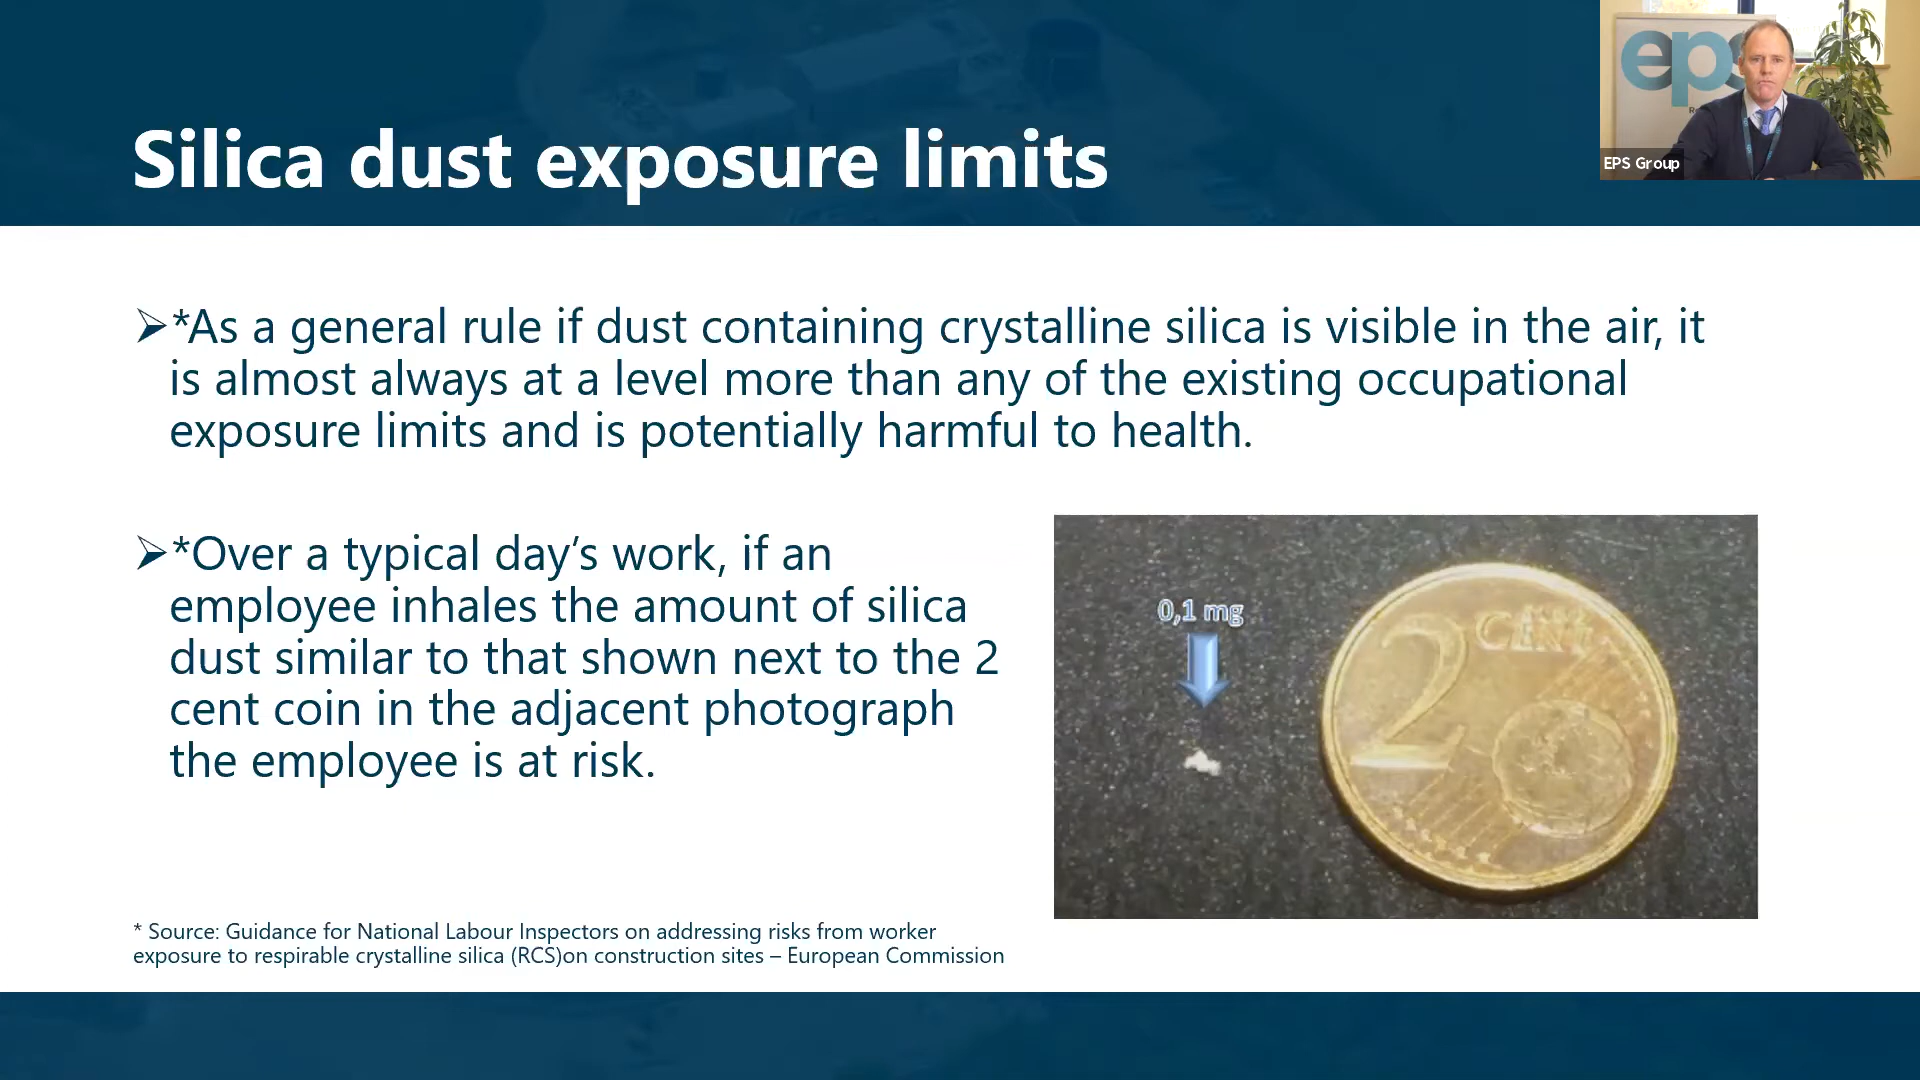 eps
EPS Group
Silica dust exposure limits
➢*As a general rule if dust containing crystalline silica is visible in the air, it
is almost always at a level more than any of the existing occupational
exposure limits and is potentially harmful to health.
➢*Over a typical day’s work, if an
employee inhales the amount of silica
dust similar to that shown next to the 2
cent coin in the adjacent photograph
the employee is at risk.
0,1 mg
2 CENT
* Source: Guidance for National Labour Inspectors on addressing risks from worker
exposure to respirable crystalline silica (RCS)on construction sites – European Commission